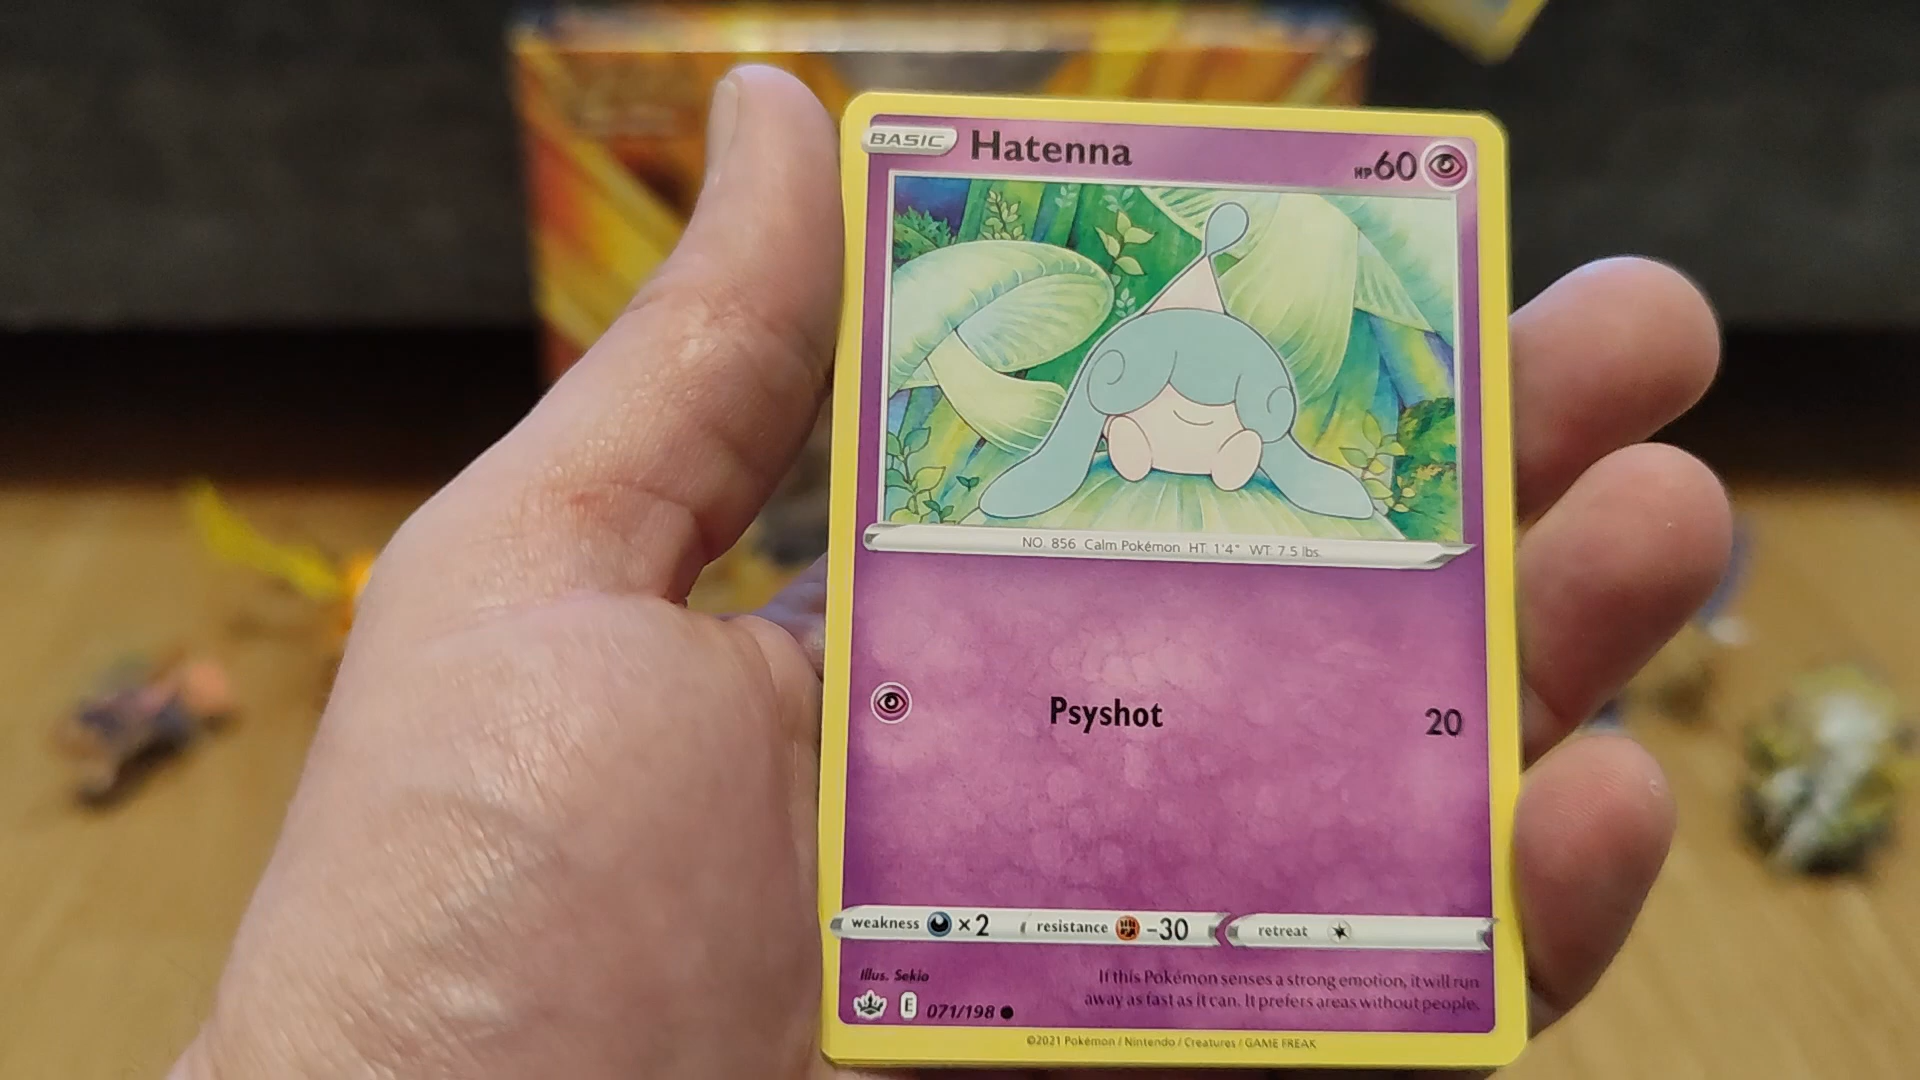 BASIC Hatenna HP60
NO. 856 Calm Pokémon HT 1'4" WT 7.5 lbs.
Psyshot 20
weakness ×2 resistance -30 retreat
Illus. Sekio
If this Pokémon senses a strong emotion, it will run
away as fast as it can. It prefers areas without people.
E 071/198
©2021 Pokémon / Nintendo / Creatures / GAME FREAK